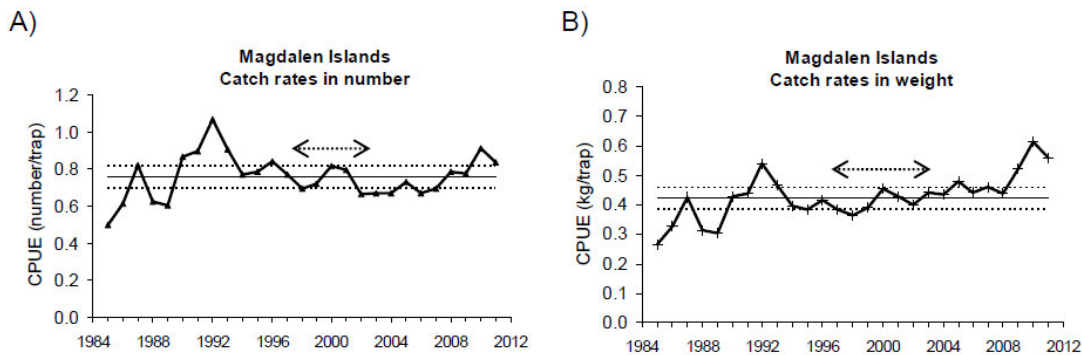 A)
Magdalen Islands
Catch rates in number
CPUE (number/trap)
1.2
1.0
0.8
0.6
0.4
0.2
0.0
1984 1988 1992 1996 2000 2004 2008 2012
B)
Magdalen Islands
Catch rates in weight
CPUE (kg/trap)
0.8
0.7
0.6
0.5
0.4
0.3
0.2
0.1
0.0
1984 1988 1992 1996 2000 2004 2008 2012